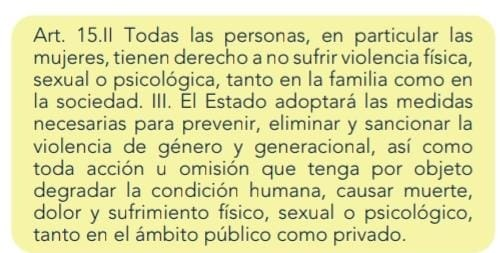 Art. 15.II Todas las personas, en particular las
mujeres, tienen derecho a no sufrir violencia física,
sexual o psicológica, tanto en la familia como en
la sociedad. III. El Estado adoptará las medidas
necesarias para prevenir, eliminar y sancionar la
violencia de género y generacional, así como
toda acción u omisión que tenga por objeto
degradar la condición humana, causar muerte,
dolor y sufrimiento físico, sexual o psicológico,
tanto en el ámbito público como privado.